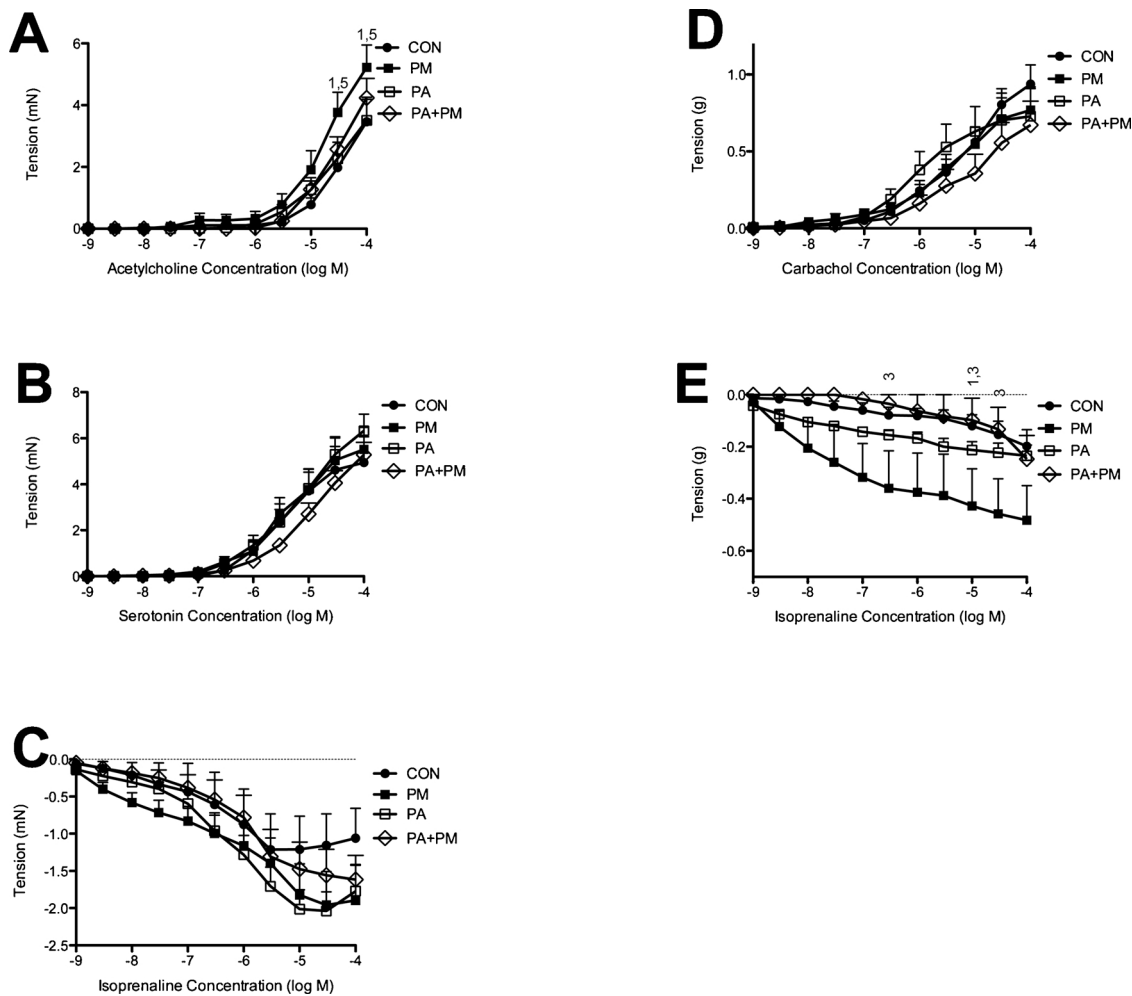 A
6
4
2
0
Tension (mN)
1,5
1,5
CON
PM
PA
PA+PM
-9 -8 -7 -6 -5 -4
Acetylcholine Concentration (log M)
D
1.0
0.5
0.0
Tension (g)
CON
PM
PA
PA+PM
-9 -8 -7 -6 -5 -4
Carbachol Concentration (log M)
B
8
6
4
2
0
Tension (mN)
CON
PM
PA
PA+PM
-9 -8 -7 -6 -5 -4
Serotonin Concentration (log M)
E
0.0
-0.2
-0.4
-0.6
Tension (g)
3
1,3
3
CON
PM
PA
PA+PM
-9 -8 -7 -6 -5 -4
Isoprenaline Concentration (log M)
C
0.0
-0.5
-1.0
-1.5
-2.0
-2.5
Tension (mN)
CON
PM
PA
PA+PM
-9 -8 -7 -6 -5 -4
Isoprenaline Concentration (log M)